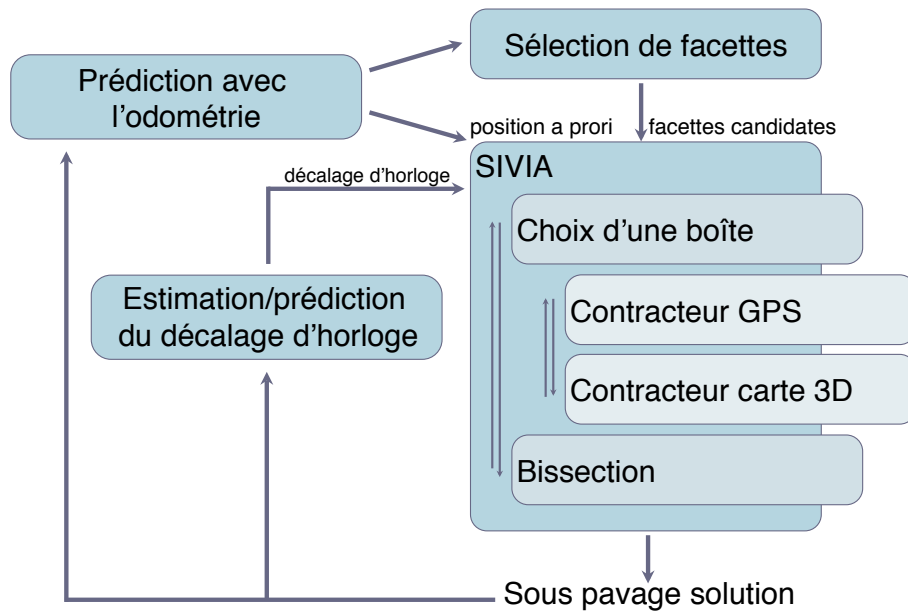 Sélection de facettes
Prédiction avec
l'odométrie
position a prori
facettes candidates
SIVIA
décalage d'horloge
Choix d'une boîte
Estimation/prédiction
du décalage d'horloge
Contracteur GPS
Contracteur carte 3D
Bissection
Sous pavage solution